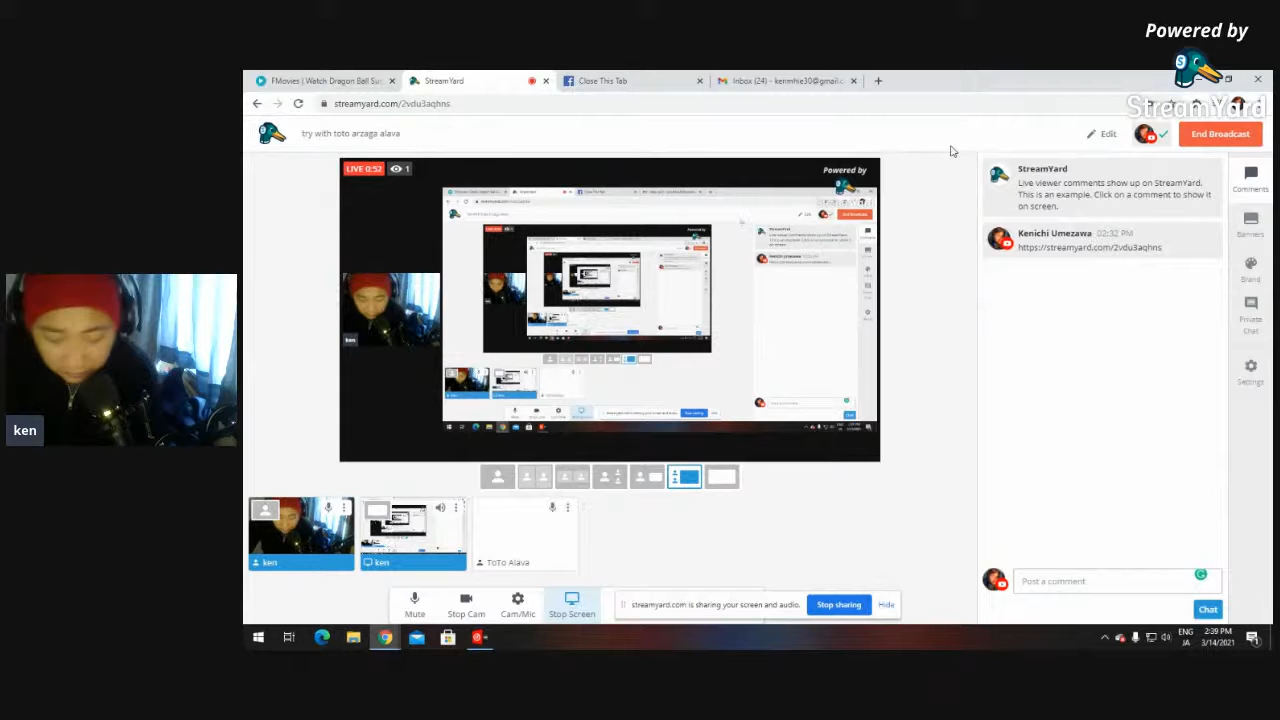 Powered by
StreamYard
FMovies | Watch Dragon Ball Su
StreamYard
Close This Tab
Inbox (24) - kenmhie30@gmail.c
streamyard.com/2vdu3aqhns
try with toto arzaga alava
Edit
End Broadcast
LIVE 0:52
1
Powered by
StreamYard
Live viewer comments show up on StreamYard.
This is an example. Click on a comment to show it
on screen.
Kenichi Umezawa 02:32 PM
https://streamyard.com/2vdu3aqhns
Comments
Banners
Brand
Private
Chat
Settings
ken
ken
ken
ken
ToTo Alava
Mute
Stop Cam
Cam/Mic
Stop Screen
streamyard.com is sharing your screen and audio.
Stop sharing
Hide
Post a comment
Chat
ENG
JA
2:39 PM
3/14/2021